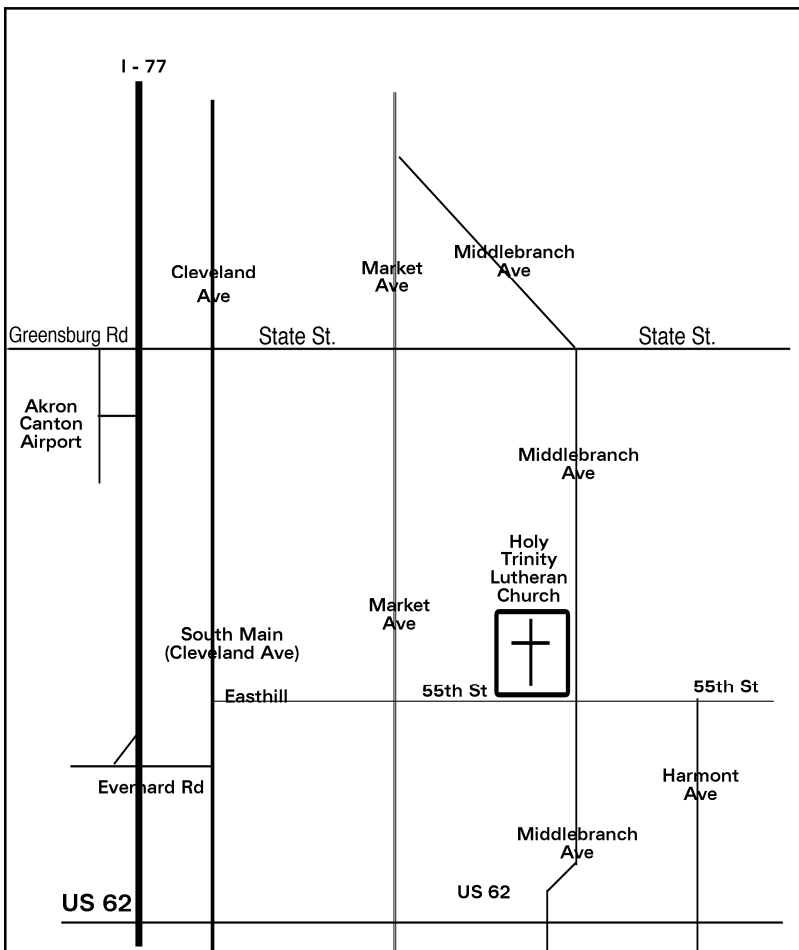 I - 77
Middlebranch
Ave
Market
Ave
Cleveland
Ave
Greensburg Rd
State St.
State St.
Akron
Canton
Airport
Middlebranch
Ave
Holy
Trinity
Lutheran
Church
Market
Ave
South Main
(Cleveland Ave)
Easthill
55th St
55th St
Everhard Rd
Harmont
Ave
Middlebranch
Ave
US 62
US 62